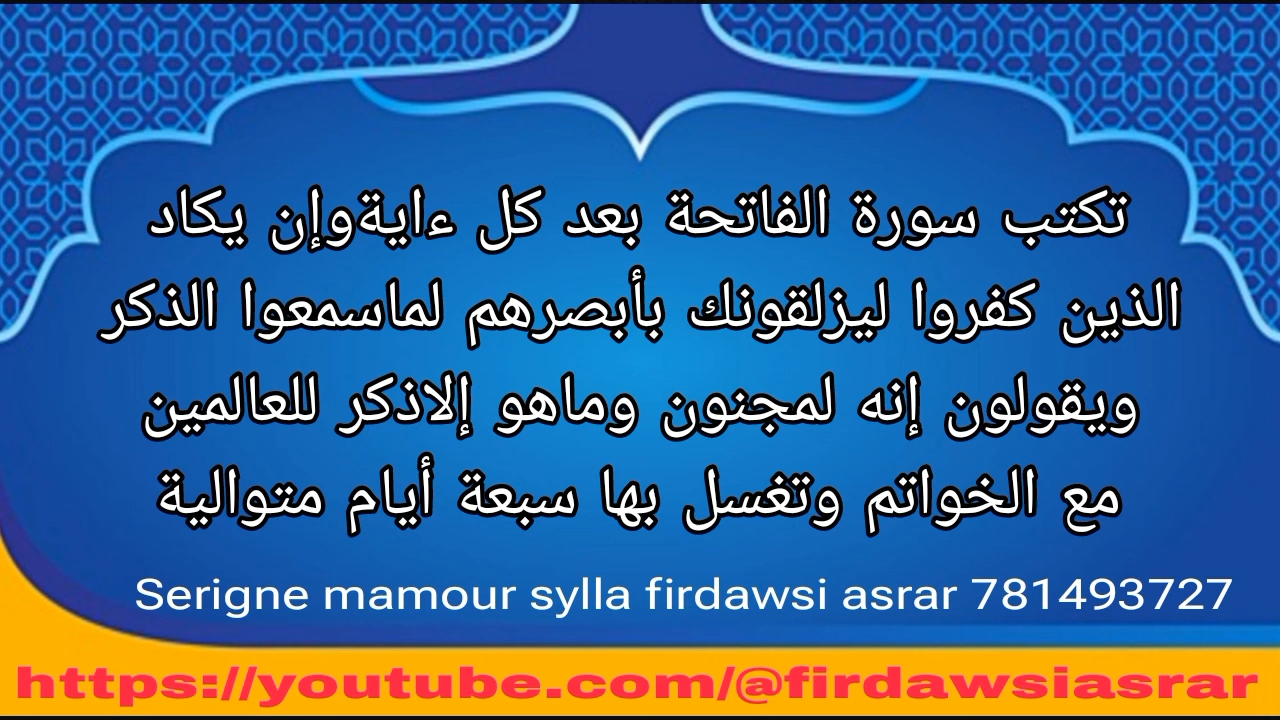 تكتب سورة الفاتحة بعد كل ءايةوإن يكاد
الذين كفروا ليزلقونك بأبصرهم لماسمعوا الذكر
ويقولون إنه لمجنون وماهو إلاذكر للعالمين
مع الخواتم وتغسل بها سبعة أيام متوالية
Serigne mamour sylla firdawsi asrar 781493727
https://youtube.com/@firdawsiasrar